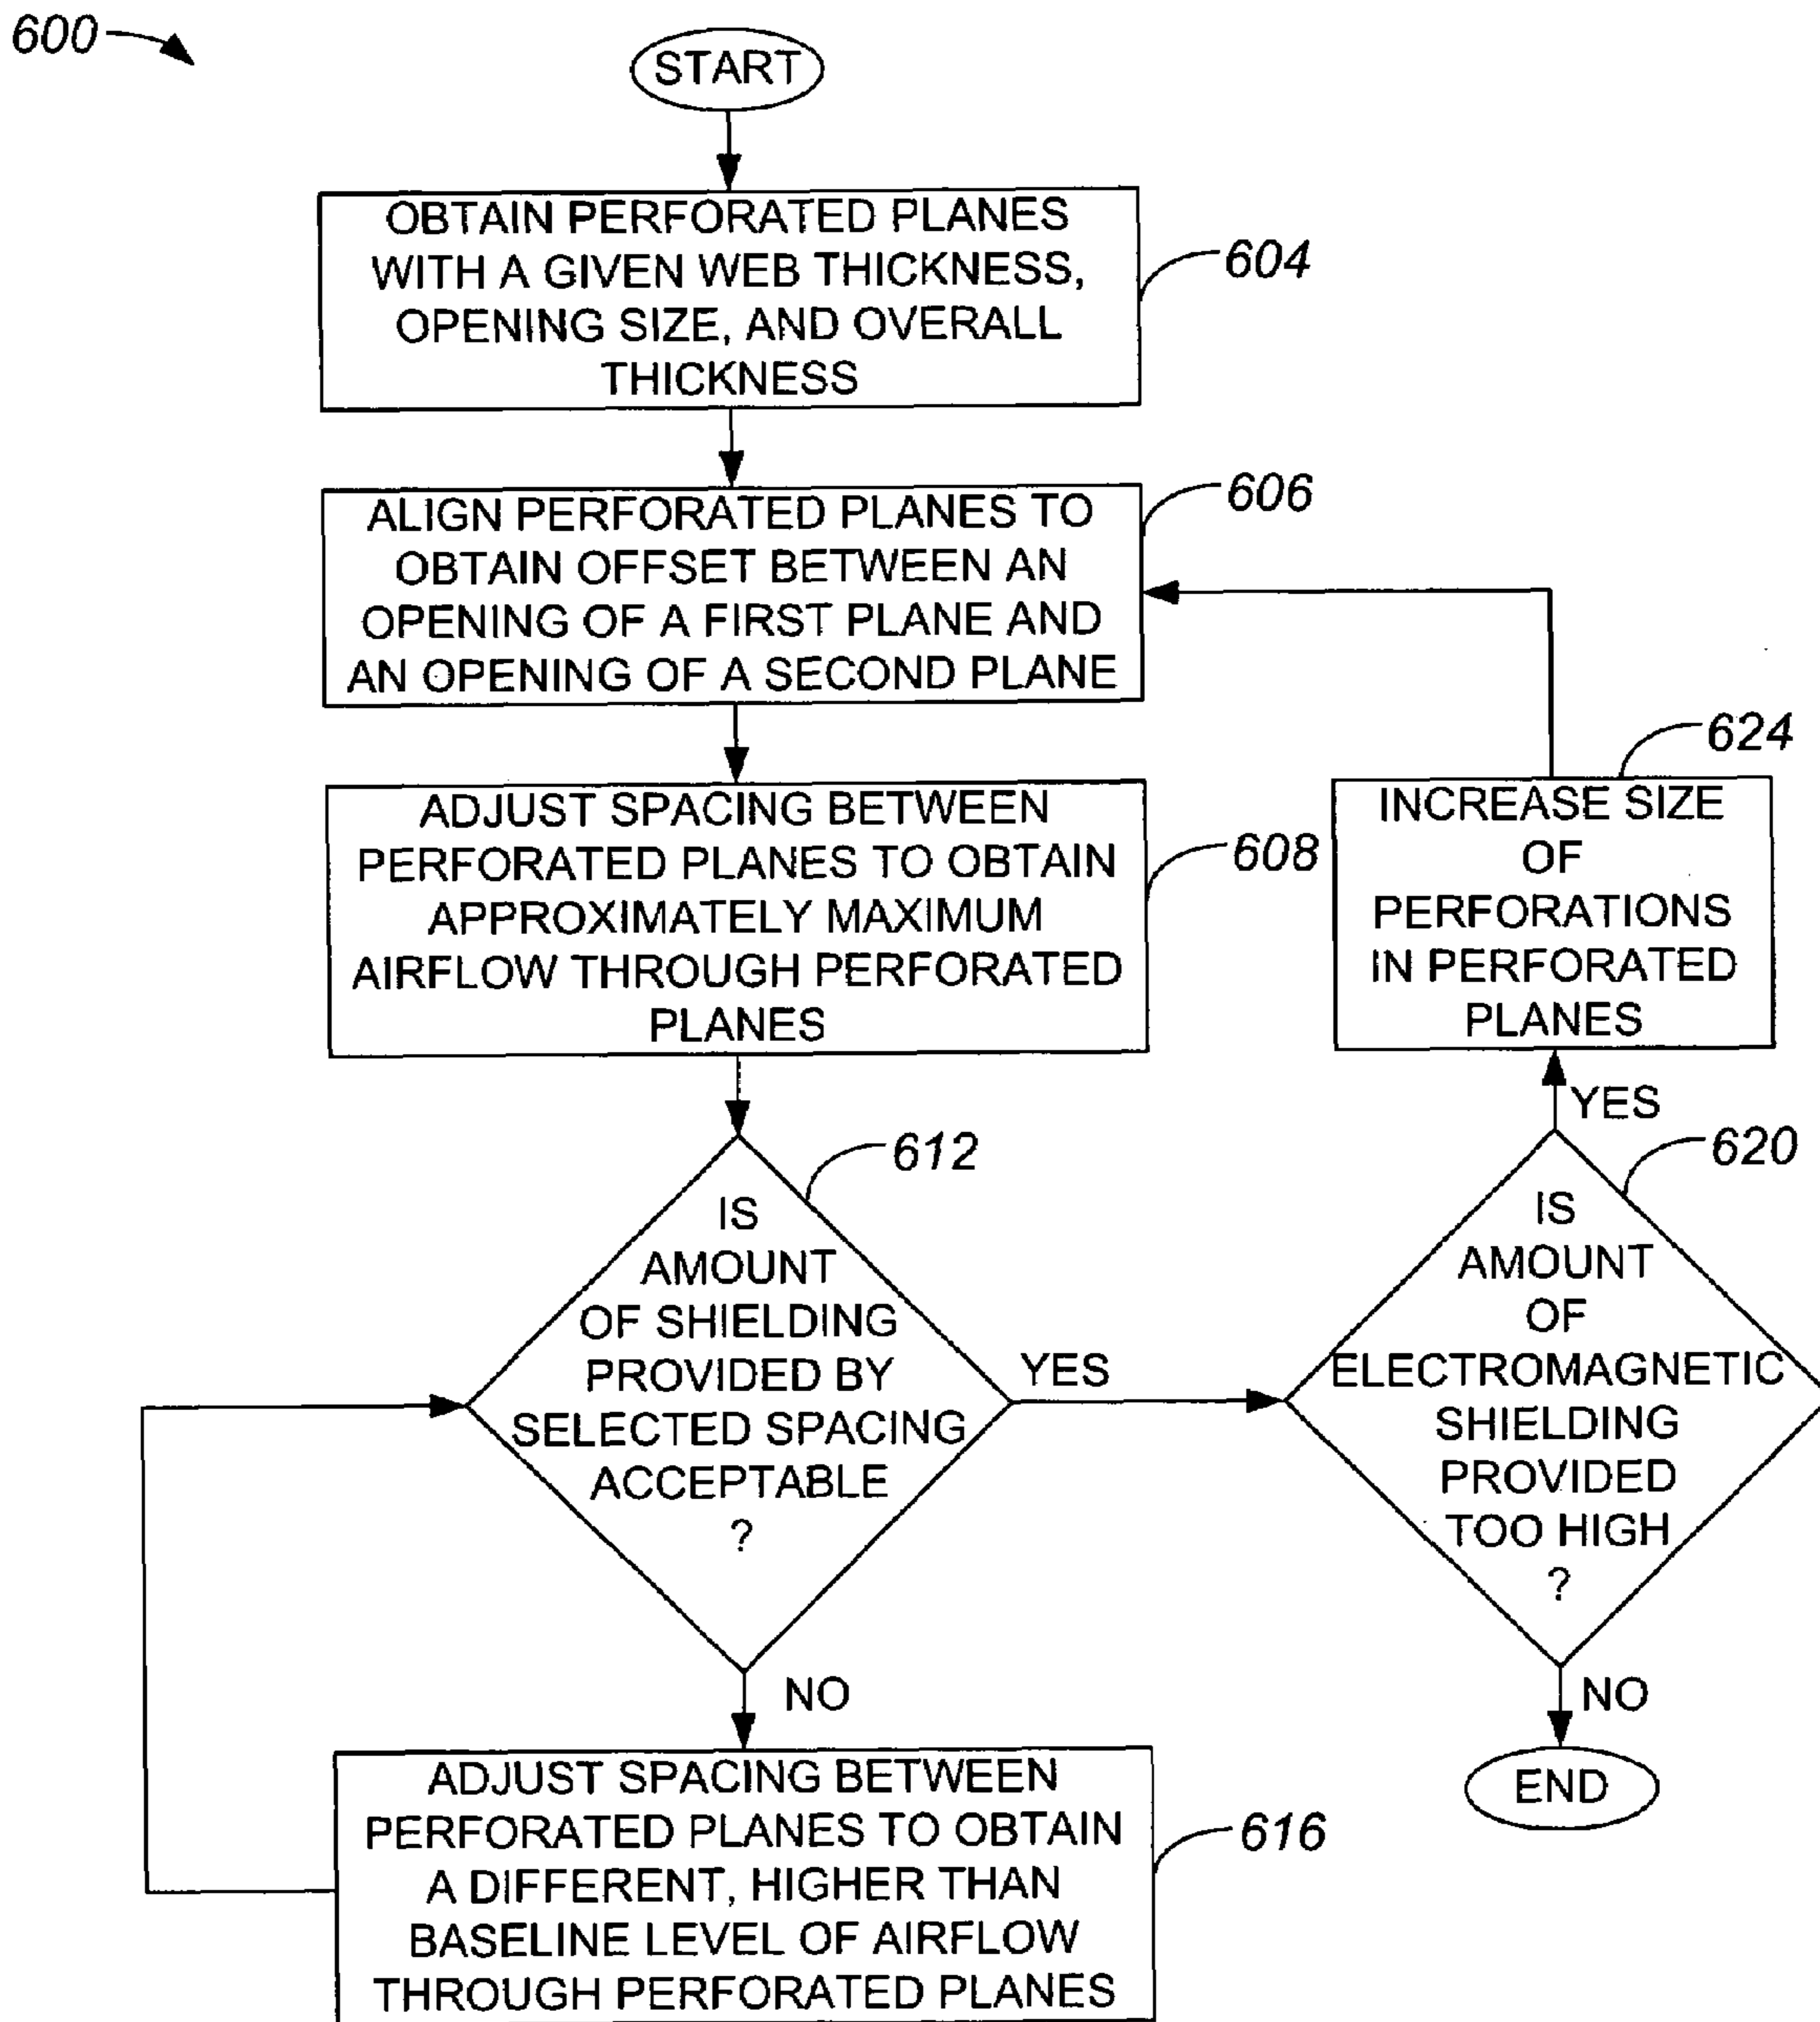 600
START
OBTAIN PERFORATED PLANES
WITH A GIVEN WEB THICKNESS,
OPENING SIZE, AND OVERALL
THICKNESS
604
ALIGN PERFORATED PLANES TO
OBTAIN OFFSET BETWEEN AN
OPENING OF A FIRST PLANE AND
AN OPENING OF A SECOND PLANE
606
ADJUST SPACING BETWEEN
PERFORATED PLANES TO OBTAIN
APPROXIMATELY MAXIMUM
AIRFLOW THROUGH PERFORATED
PLANES
608
624
INCREASE SIZE
OF
PERFORATIONS
IN PERFORATED
PLANES
YES
612
IS
AMOUNT
OF SHIELDING
PROVIDED BY
SELECTED SPACING
ACCEPTABLE
?
YES
620
IS
AMOUNT
OF
ELECTROMAGNETIC
SHIELDING
PROVIDED
TOO HIGH
?
NO
NO
ADJUST SPACING BETWEEN
PERFORATED PLANES TO OBTAIN
A DIFFERENT, HIGHER THAN
BASELINE LEVEL OF AIRFLOW
THROUGH PERFORATED PLANES
616
END